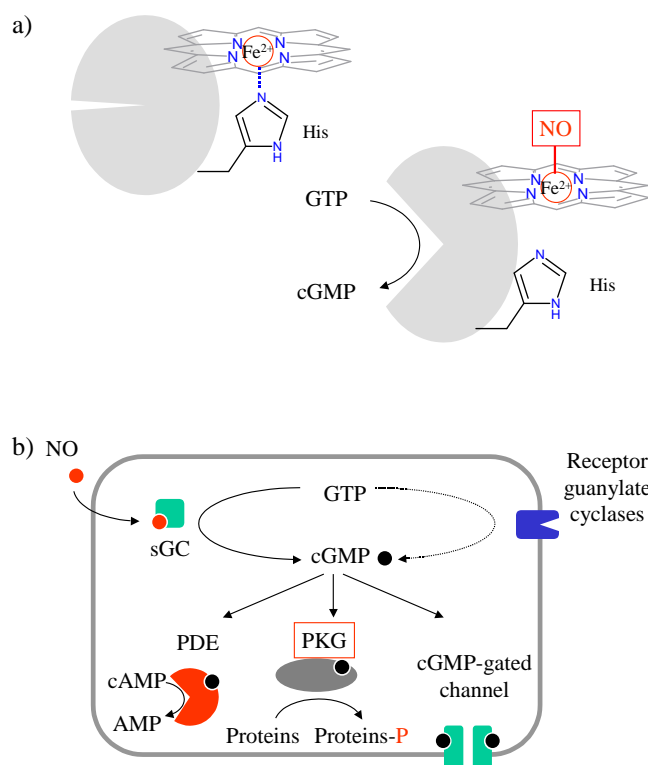 a)
N
N
Fe2+
N
N
N
His
N
H
NO
N
N
Fe2+
N
N
GTP
cGMP
N
His
N
H
b)
NO
Receptor
guanylate
cyclases
GTP
sGC
cGMP
PDE
PKG
cGMP-gated
channel
cAMP
AMP
Proteins
Proteins-P